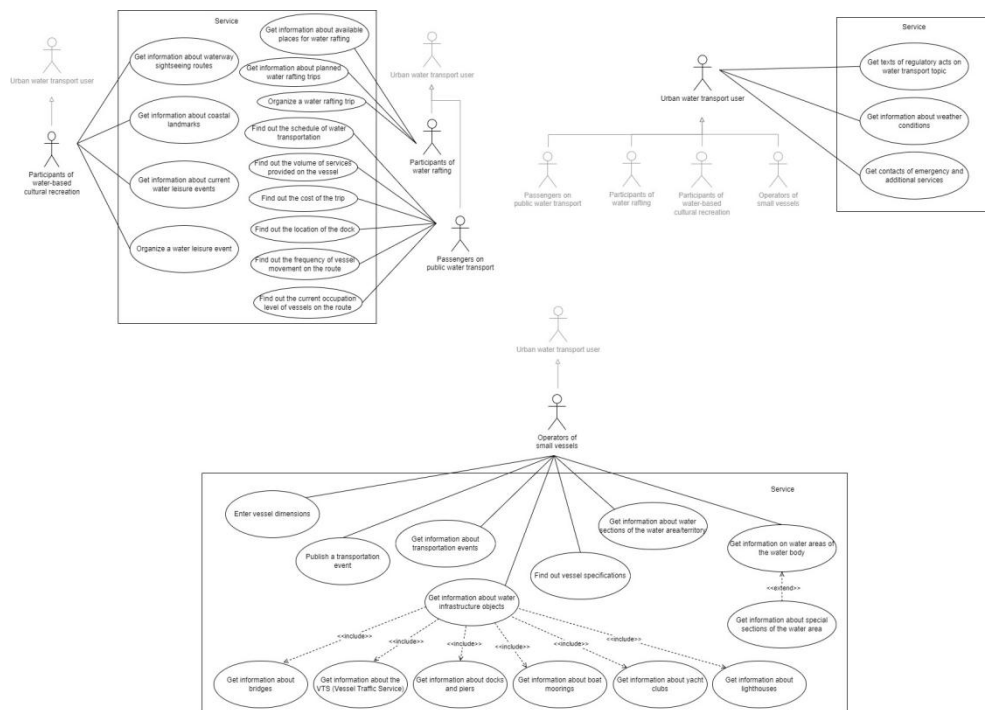 Service
Urban water transport user
Participants of
water-based
cultural recreation
Get information about waterway
sightseeing routes
Get information about coastal
landmarks
Get information about current
water leisure events
Organize a water leisure event
Get information about available
places for water rafting
Get information about planned
water rafting trips
Organize a water rafting trip
Find out the schedule of water
transportation
Find out the volume of services
provided on the vessel
Find out the cost of the trip
Find out the location of the dock
Find out the frequency of vessel
movement on the route
Find out the current occupation
level of vessels on the route
Urban water transport user
Participants of
water rafting
Passengers on
public water transport
Urban water transport user
Passengers on
public water transport
Participants of
water rafting
Participants of
water-based
cultural recreation
Operators of
small vessels
Service
Get texts of regulatory acts on
water transport topic
Get information about weather
conditions
Get contacts of emergency and
additional services
Urban water transport user
Operators of
small vessels
Service
Enter vessel dimensions
Publish a transportation
event
Get information about
transportation events
Find out vessel specifications
Get information about water
sections of the water area/territory
Get information on water areas of
the water body
<<extend>>
Get information about special
sections of the water area
Get information about water
infrastructure objects
<<include>>
<<include>>
<<include>>
<<include>>
<<include>>
<<include>>
Get information about
bridges
Get information about the
VTS (Vessel Traffic Service)
Get information about docks
and piers
Get information about boat
moorings
Get information about yacht
clubs
Get information about
lighthouses